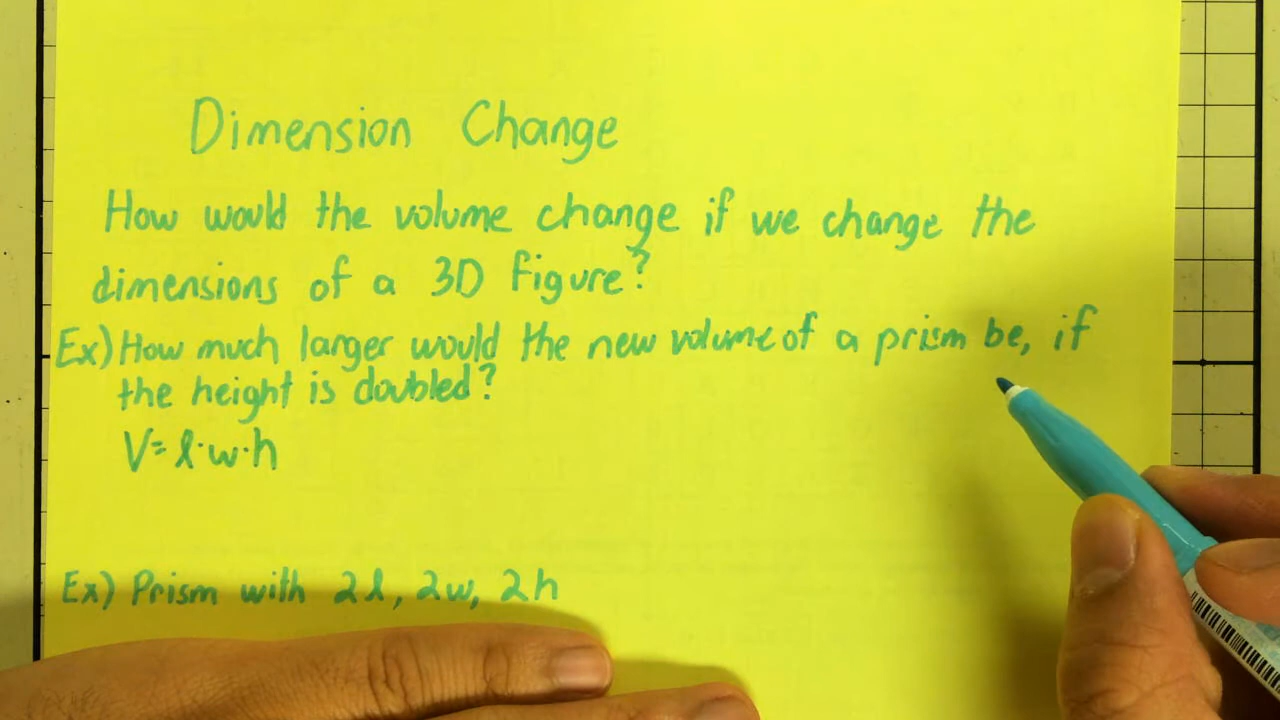 Dimension Change
How would the volume change if we change the
dimensions of a 3D figure?
Ex) How much larger would the new volume of a prism be, if
the height is doubled?
V = l·w·h
Ex) Prism with 2l, 2w, 2h